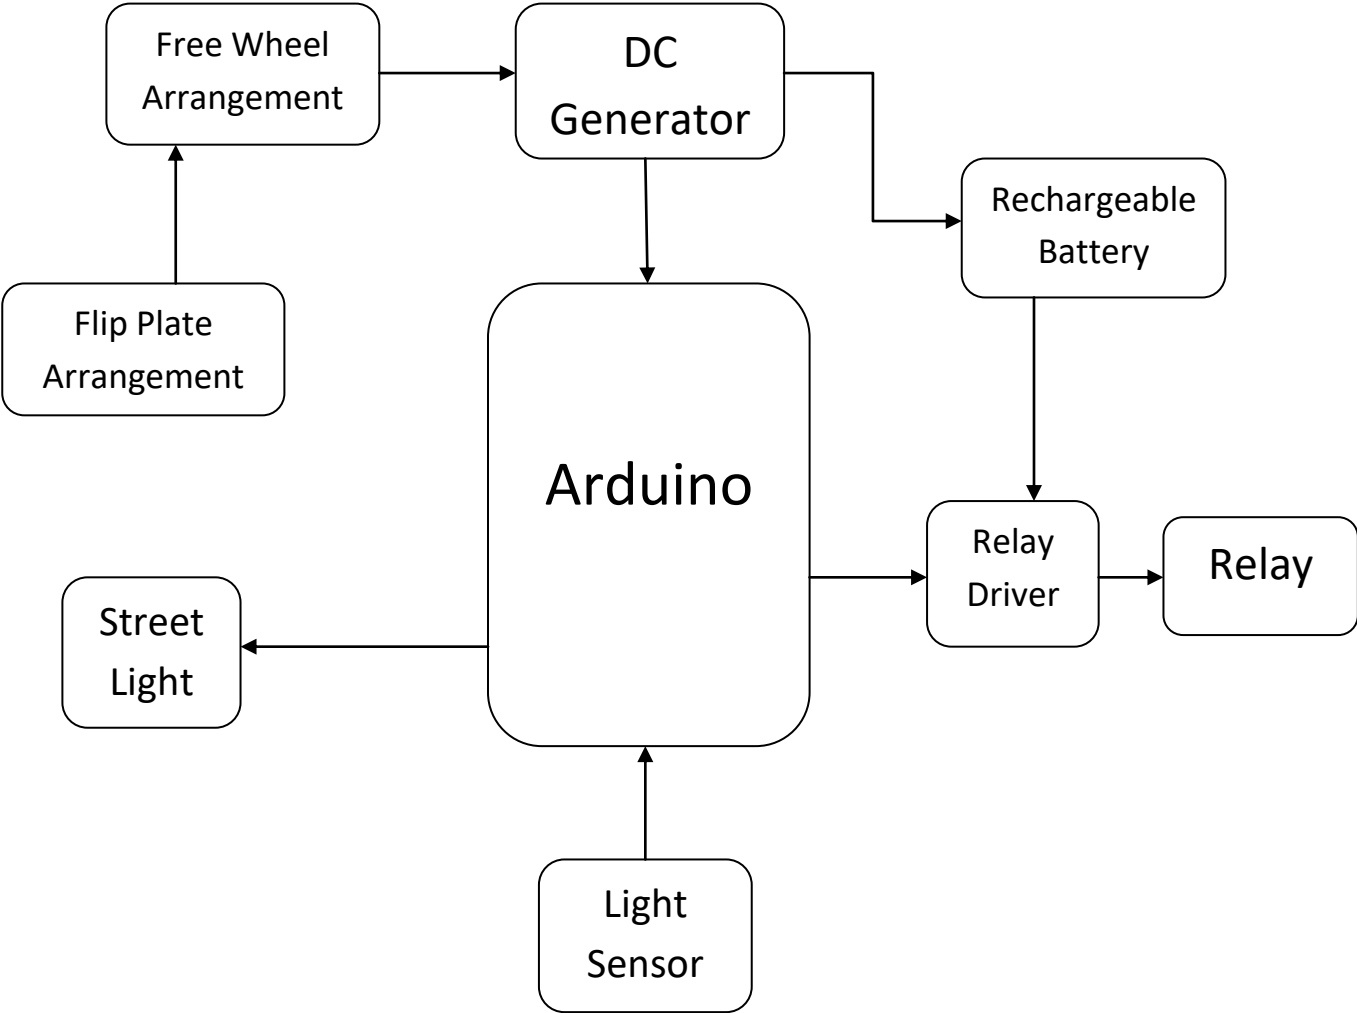 Free Wheel
Arrangement
DC
Generator
Rechargeable
Battery
Flip Plate
Arrangement
Arduino
Relay
Driver
Relay
Street
Light
Light
Sensor